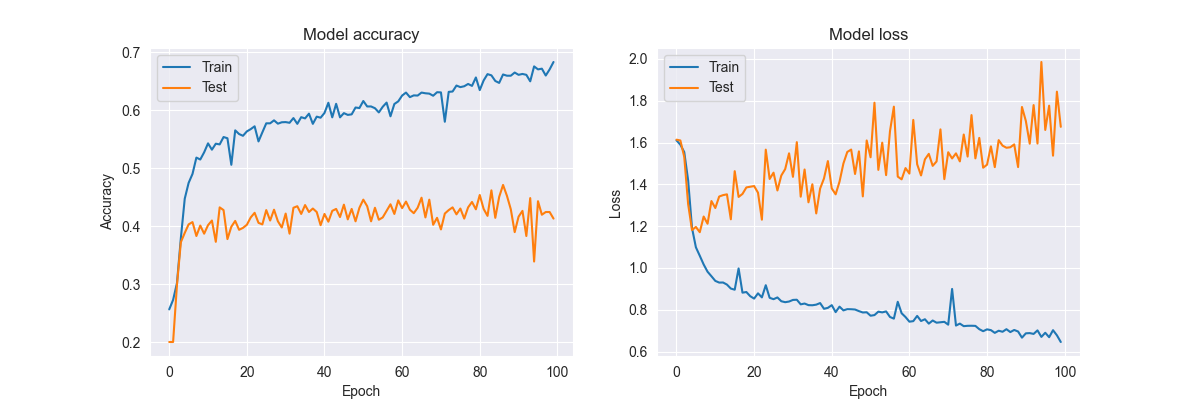 Model accuracy
0.7
0.6
0.5
0.4
0.3
0.2
Accuracy
Train
Test
0 20 40 60 80 100
Epoch
Model loss
2.0
1.8
1.6
1.4
1.2
1.0
0.8
0.6
Loss
Train
Test
0 20 40 60 80 100
Epoch